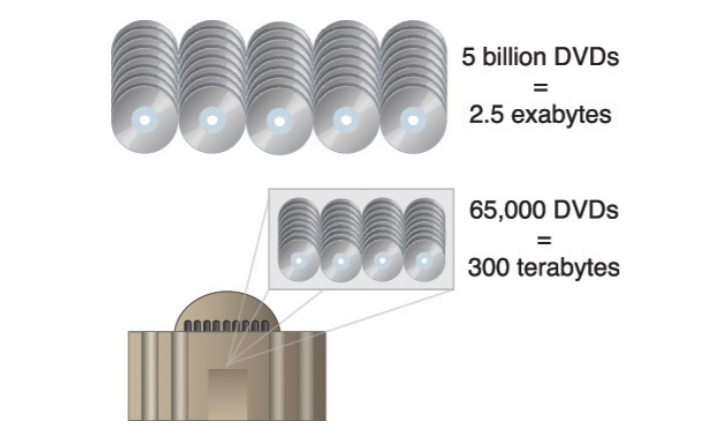 5 billion DVDs
=
2.5 exabytes
65,000 DVDs
=
300 terabytes